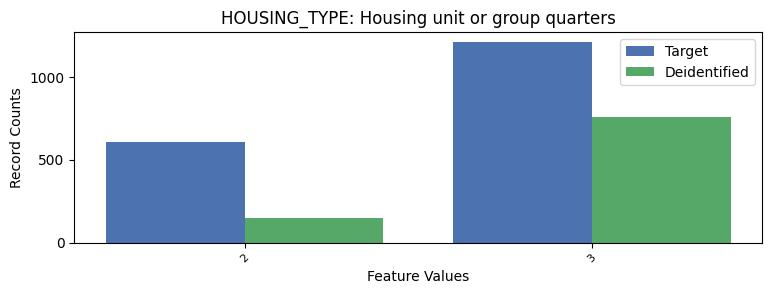 HOUSING_TYPE: Housing unit or group quarters
Target
Deidentified
Record Counts
1000
500
0
2
3
Feature Values